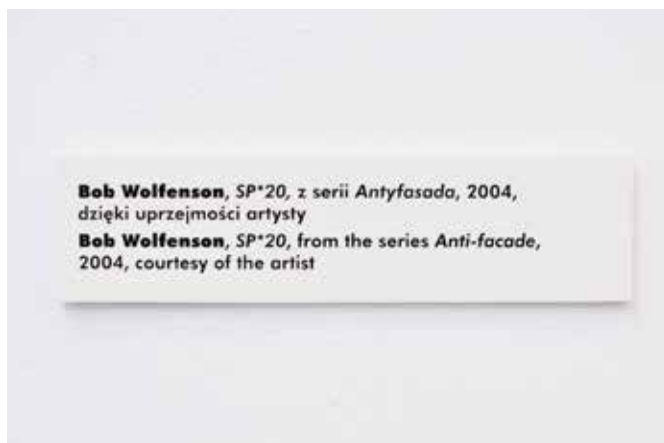 Bob Wolfenson, SP*20, z serii Antyfasada, 2004,
dzięki uprzejmości artysty
Bob Wolfenson, SP*20, from the series Anti-facade,
2004, courtesy of the artist